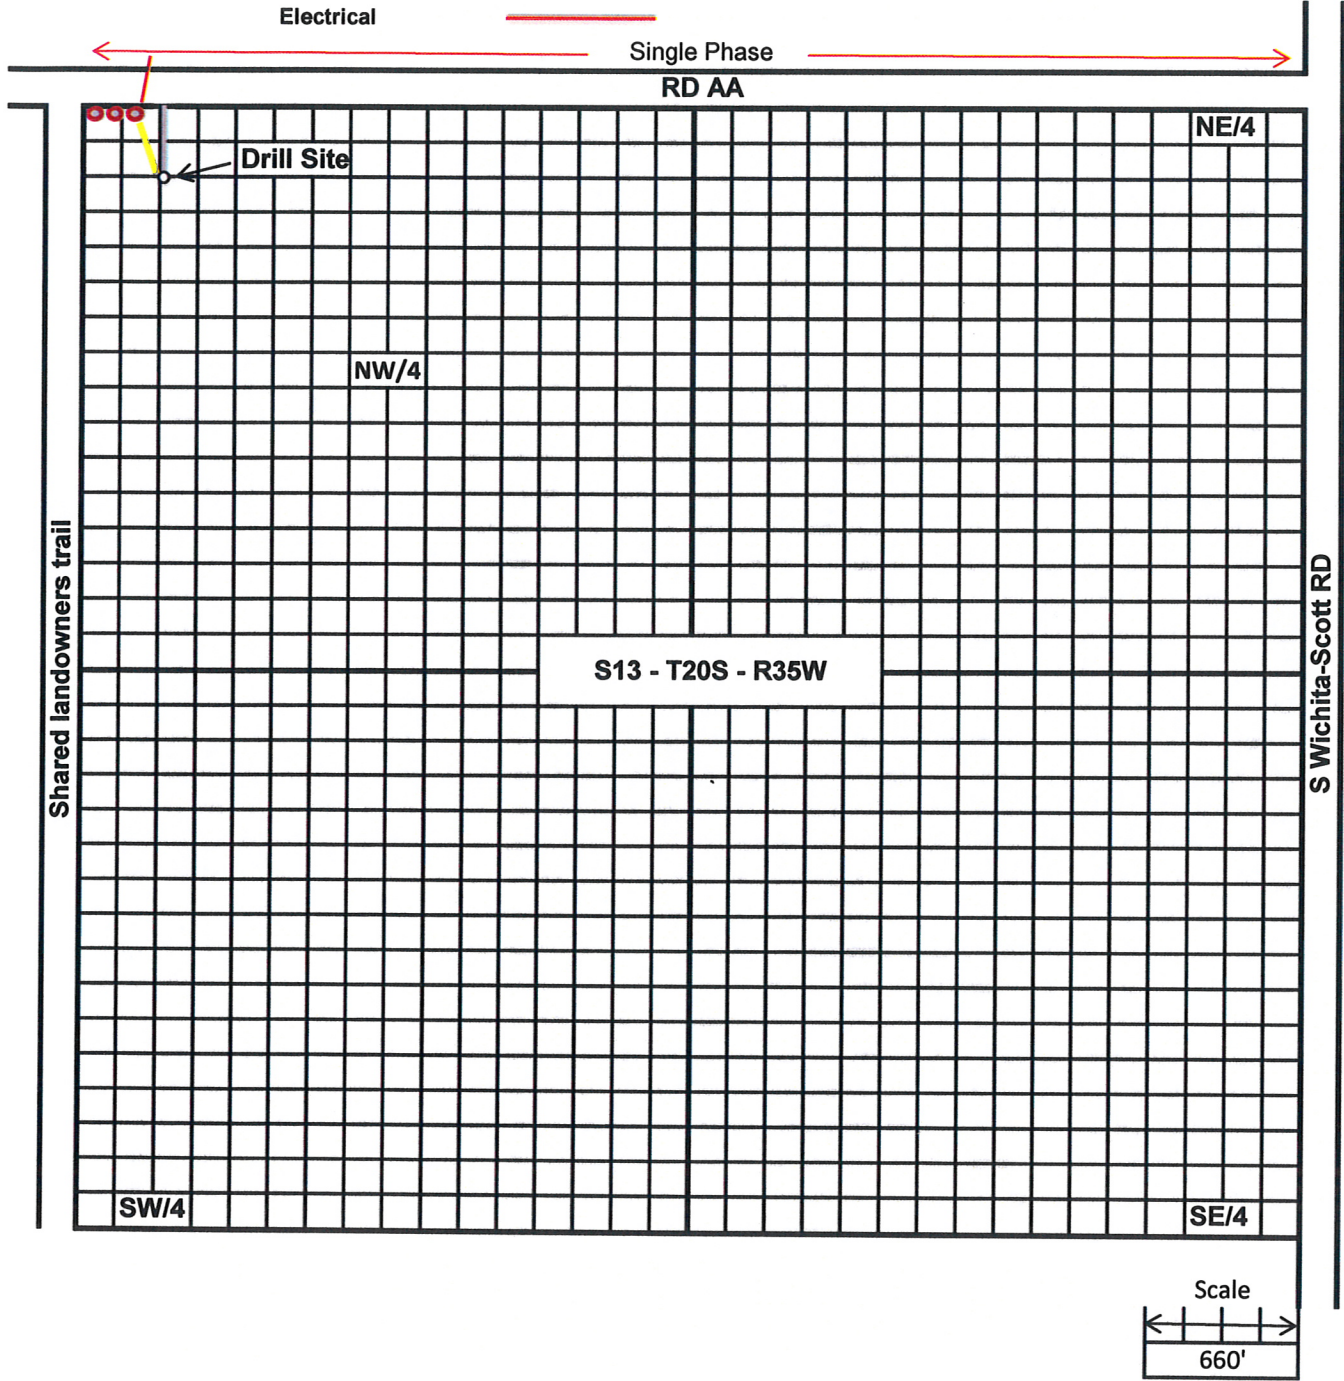 Electrical
Single Phase
RD AA
NE/4
Drill Site
NW/4
Shared landowners trail
S13 - T20S - R35W
S Wichita-Scott RD
SW/4
SE/4
Scale
660'